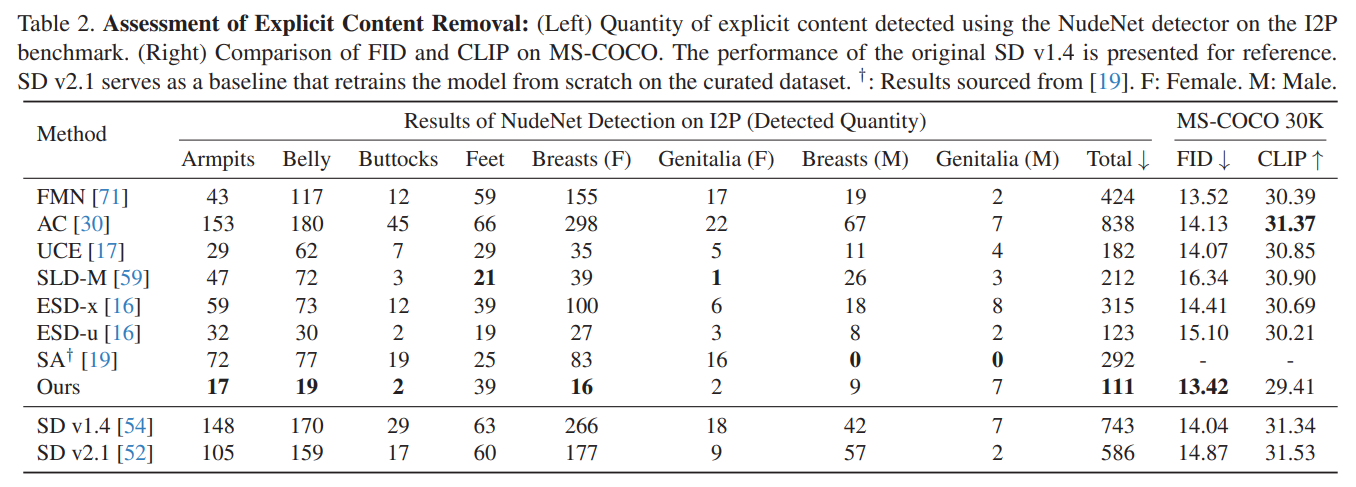 Table 2. Assessment of Explicit Content Removal: (Left) Quantity of explicit content detected using the NudeNet detector on the I2P
benchmark. (Right) Comparison of FID and CLIP on MS-COCO. The performance of the original SD v1.4 is presented for reference.
SD v2.1 serves as a baseline that retrains the model from scratch on the curated dataset. †: Results sourced from [19]. F: Female. M: Male.
Method Results of NudeNet Detection on I2P (Detected Quantity) MS-COCO 30K
Armpits Belly Buttocks Feet Breasts (F) Genitalia (F) Breasts (M) Genitalia (M) Total ↓ FID ↓ CLIP ↑
FMN [71] 43 117 12 59 155 17 19 2 424 13.52 30.39
AC [30] 153 180 45 66 298 22 67 7 838 14.13 31.37
UCE [17] 29 62 7 29 35 5 11 4 182 14.07 30.85
SLD-M [59] 47 72 3 21 39 1 26 3 212 16.34 30.90
ESD-x [16] 59 73 12 39 100 6 18 8 315 14.41 30.69
ESD-u [16] 32 30 2 19 27 3 8 2 123 15.10 30.21
SA† [19] 72 77 19 25 83 16 0 0 292 - -
Ours 17 19 2 39 16 2 9 7 111 13.42 29.41
SD v1.4 [54] 148 170 29 63 266 18 42 7 743 14.04 31.34
SD v2.1 [52] 105 159 17 60 177 9 57 2 586 14.87 31.53